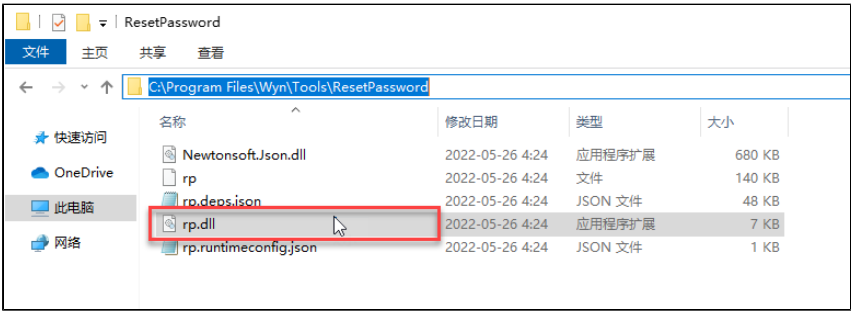 ResetPassword
文件 主页 共享 查看
C:\Program Files\Wyn\Tools\ResetPassword
名称 修改日期 类型 大小
快速访问
OneDrive
此电脑
网络
Newtonsoft.Json.dll 2022-05-26 4:24 应用程序扩展 680 KB
rp 2022-05-26 4:24 文件 140 KB
rp.deps.json 2022-05-26 4:24 JSON 文件 48 KB
rp.dll 2022-05-26 4:24 应用程序扩展 7 KB
rp.runtimeconfig.json 2022-05-26 4:24 JSON 文件 1 KB